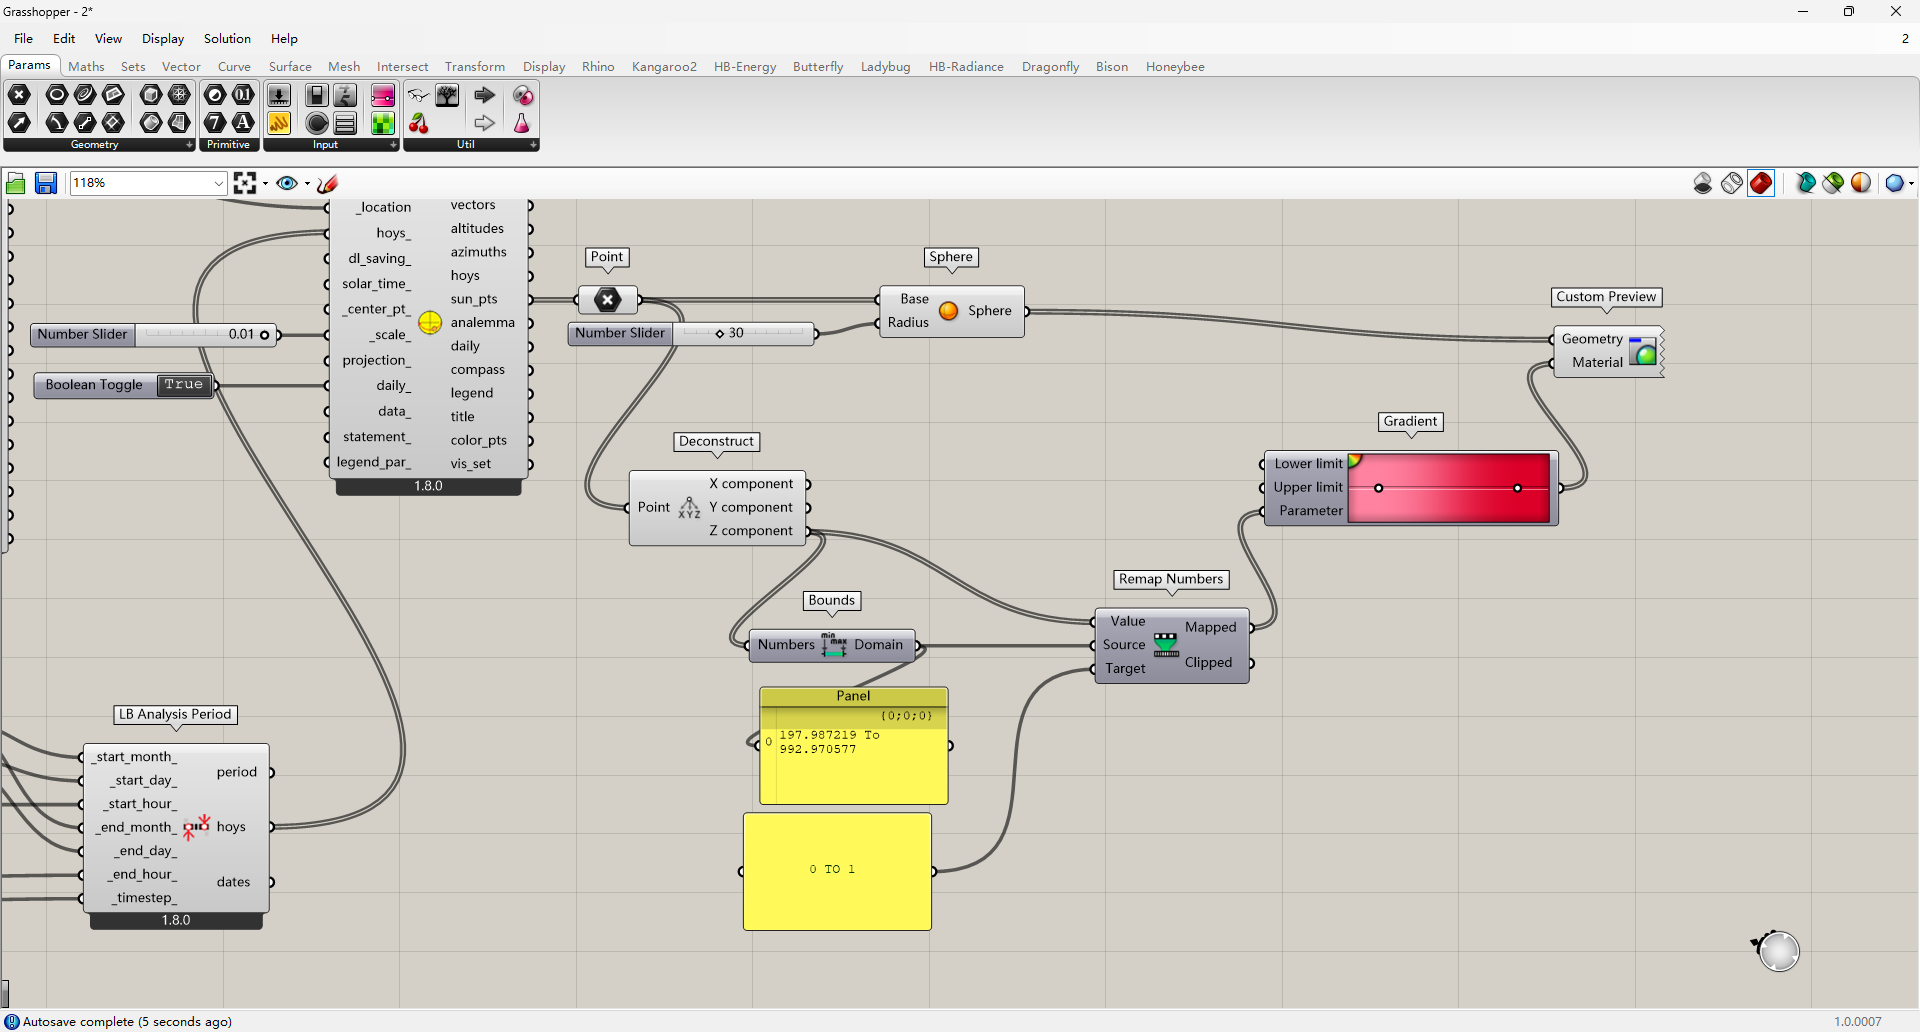 Grasshopper - 2*
File Edit View Display Solution Help 2
Params Maths Sets Vector Curve Surface Mesh Intersect Transform Display Rhino Kangaroo2 HB-Energy Butterfly Ladybug HB-Radiance Dragonfly Bison Honeybee
Geometry Primitive Input Util
118%
_location
hoys_
dl_saving_
solar_time_
_center_pt_
_scale_
projection_
daily_
data_
statement_
legend_par_
vectors
altitudes
azimuths
hoys
sun_pts
analemma
daily
compass
legend
title
color_pts
vis_set
1.8.0
Number Slider 0.01
Boolean Toggle True
Point
Number Slider 30
Sphere
Base
Radius
Sphere
Custom Preview
Geometry
Material
Gradient
Lower limit
Upper limit
Parameter
Deconstruct
Point
XYZ
X component
Y component
Z component
Bounds
Numbers
min
max
Domain
Remap Numbers
Value
Source
Target
Mapped
Clipped
Panel
{0;0;0}
0 197.987219 To
992.970577
0 TO 1
LB Analysis Period
_start_month_
_start_day_
_start_hour_
_end_month_
_end_day_
_end_hour_
_timestep_
period
hoys
dates
1.8.0
Autosave complete (5 seconds ago)
1.0.0007